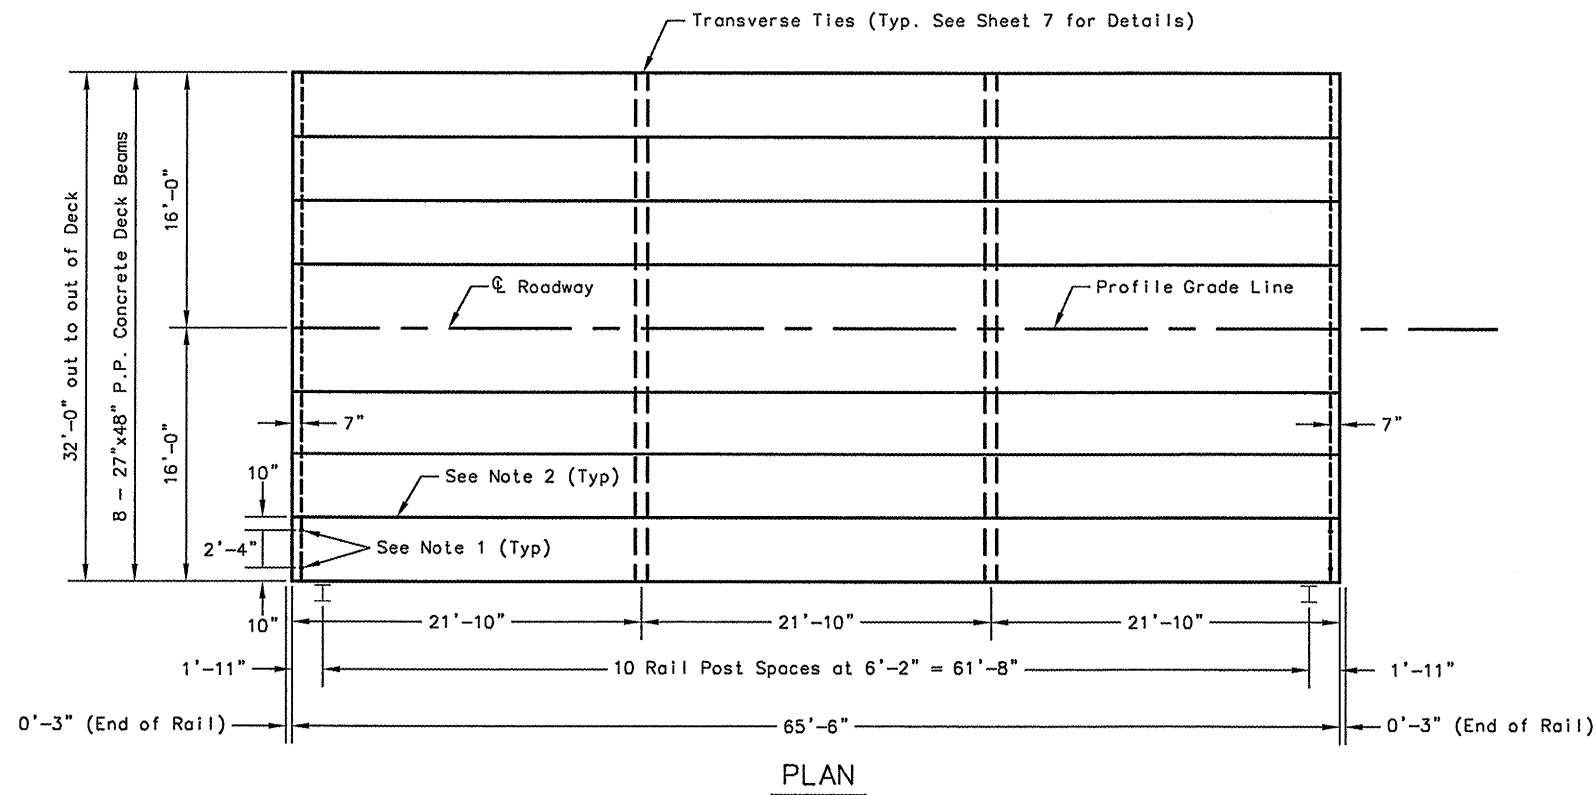 Transverse Ties (Typ. See Sheet 7 for Details)
32'-0" out to out of Deck
8 - 27"x48" P.P. Concrete Deck Beams
16'-0"
16'-0"
℄ Roadway
Profile Grade Line
7"
7"
10"
See Note 2 (Typ)
2'-4"
See Note 1 (Typ)
10"
21'-10"
21'-10"
21'-10"
1'-11"
10 Rail Post Spaces at 6'-2" = 61'-8"
1'-11"
0'-3" (End of Rail)
65'-6"
0'-3" (End of Rail)
PLAN